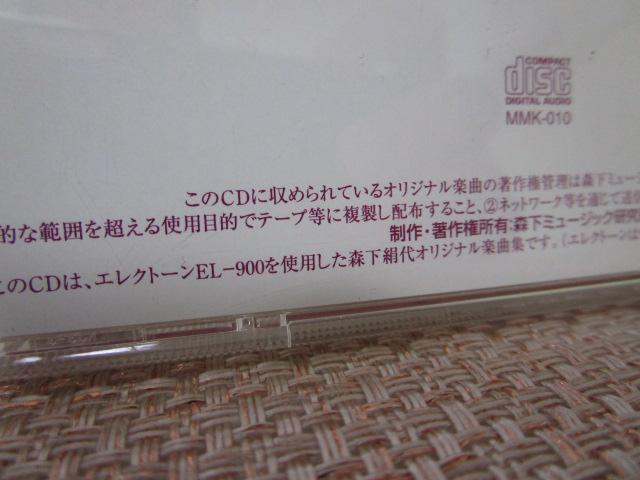 COMPACT
disc
DIGITAL AUDIO
MMK-010
このCDに収められているオリジナル楽曲の著作権管理は森下ミュージ
的な範囲を超える使用目的でテープ等に複製し配布すること、②ネットワーク等を通じて送
制作・著作権所有:森下ミュージック研究
このCDは、エレクトーンEL-900を使用した森下絹代オリジナル楽曲集です。(エレクトーンは